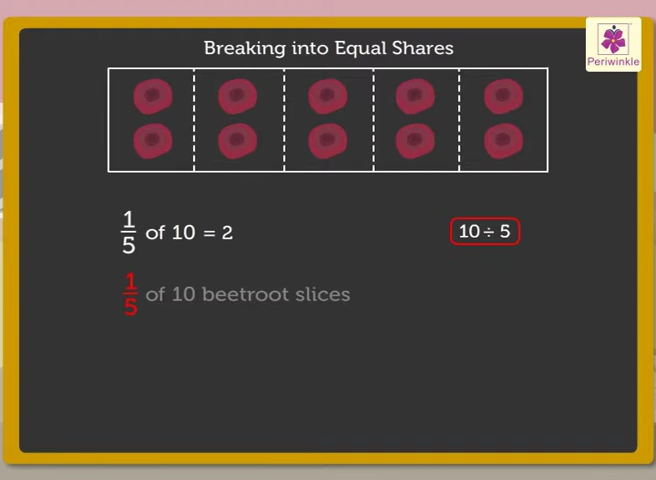 Breaking into Equal Shares
Periwinkle
1/5 of 10 = 2
10 ÷ 5
1/5 of 10 beetroot slices